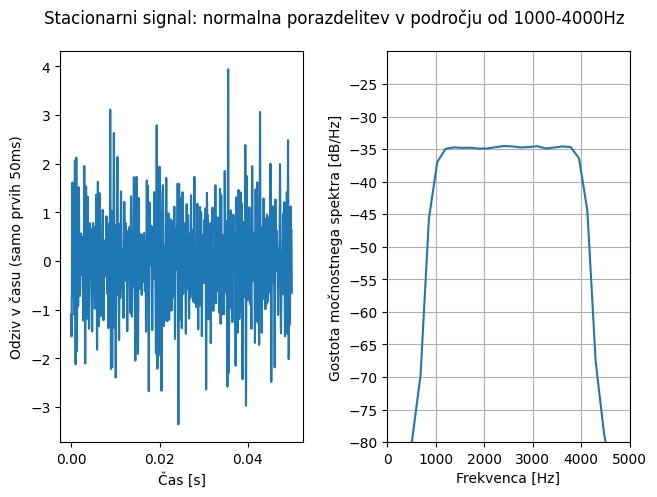 Stacionarni signal: normalna porazdelitev v področju od 1000-4000Hz
Odziv v času (samo prvih 50ms)
4
3
2
1
0
−1
−2
−3
0.00 0.02 0.04
Čas [s]
Gostota močnostnega spektra [dB/Hz]
−25
−30
−35
−40
−45
−50
−55
−60
−65
−70
−75
−80
0 1000 2000 3000 4000 5000
Frekvenca [Hz]